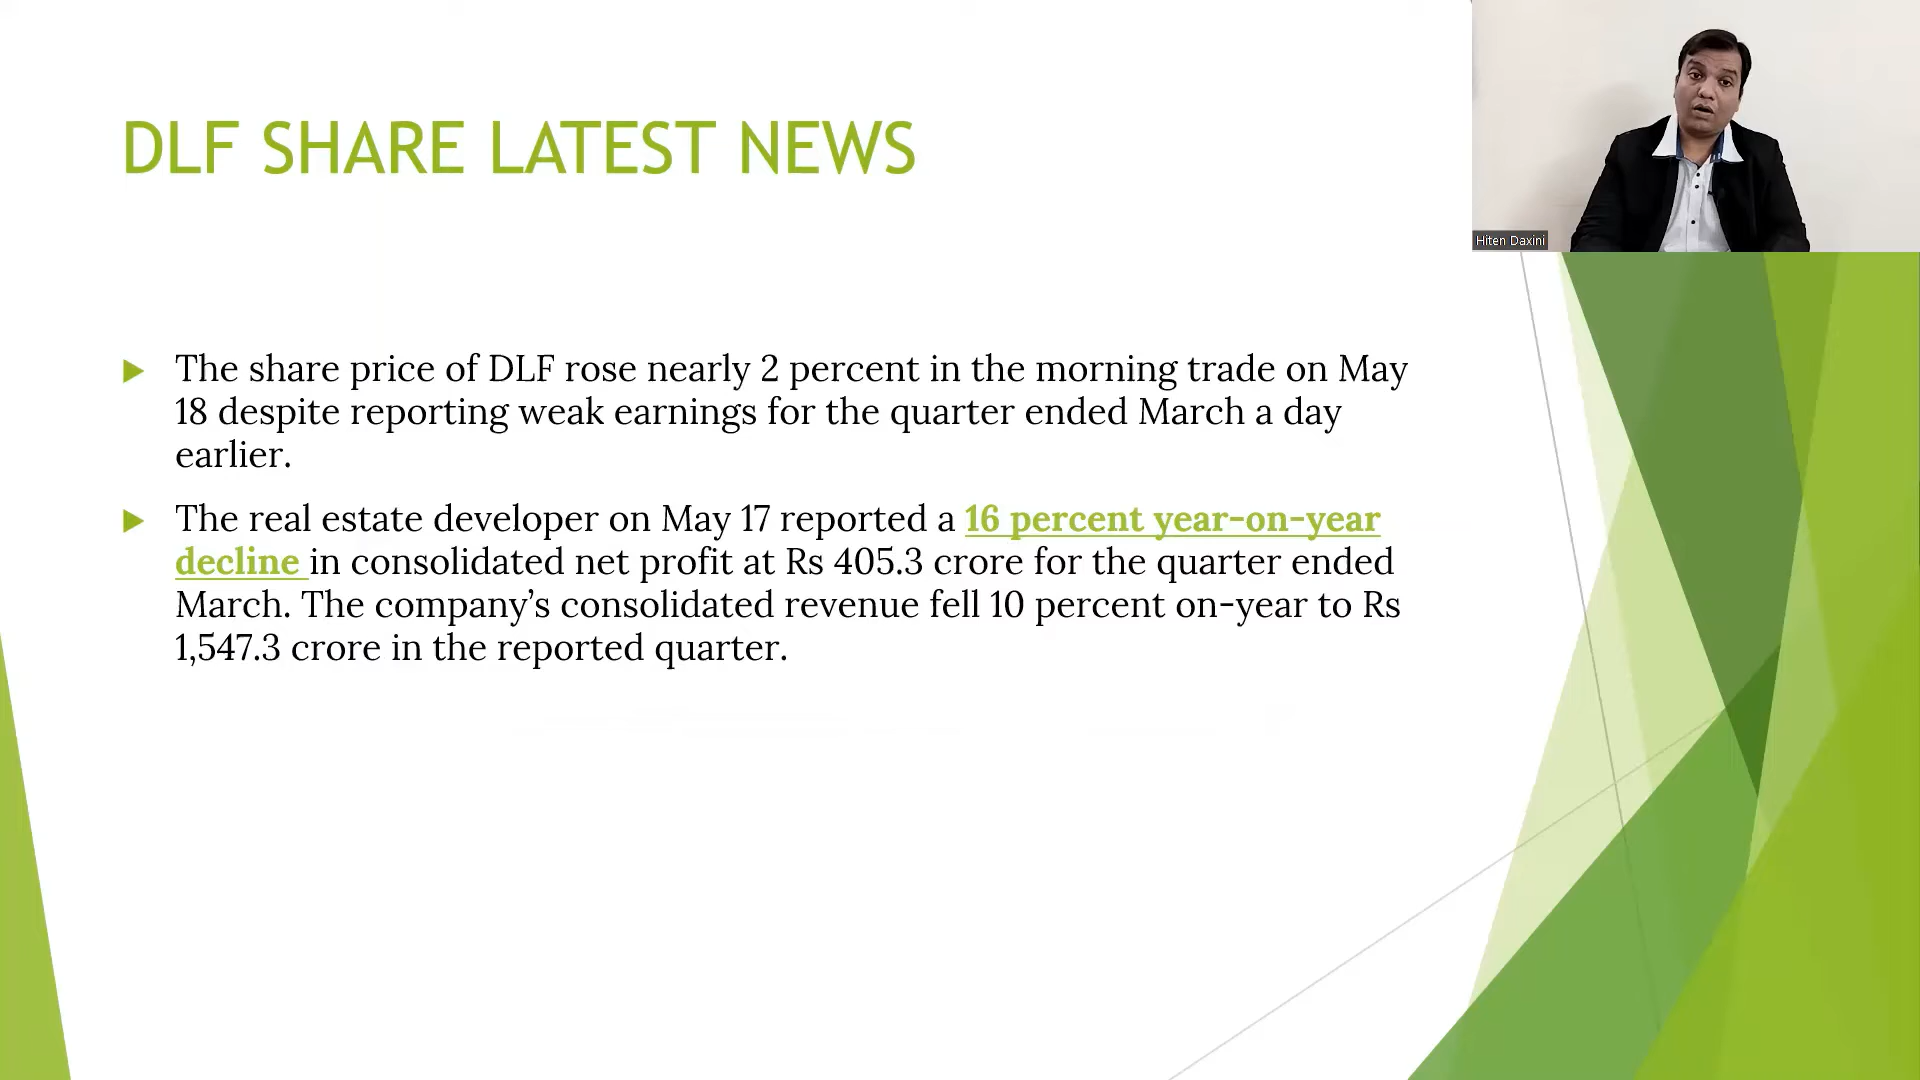 DLF SHARE LATEST NEWS
Hiten Daxini
The share price of DLF rose nearly 2 percent in the morning trade on May
18 despite reporting weak earnings for the quarter ended March a day
earlier.
The real estate developer on May 17 reported a 16 percent year-on-year
decline in consolidated net profit at Rs 405.3 crore for the quarter ended
March. The company’s consolidated revenue fell 10 percent on-year to Rs
1,547.3 crore in the reported quarter.